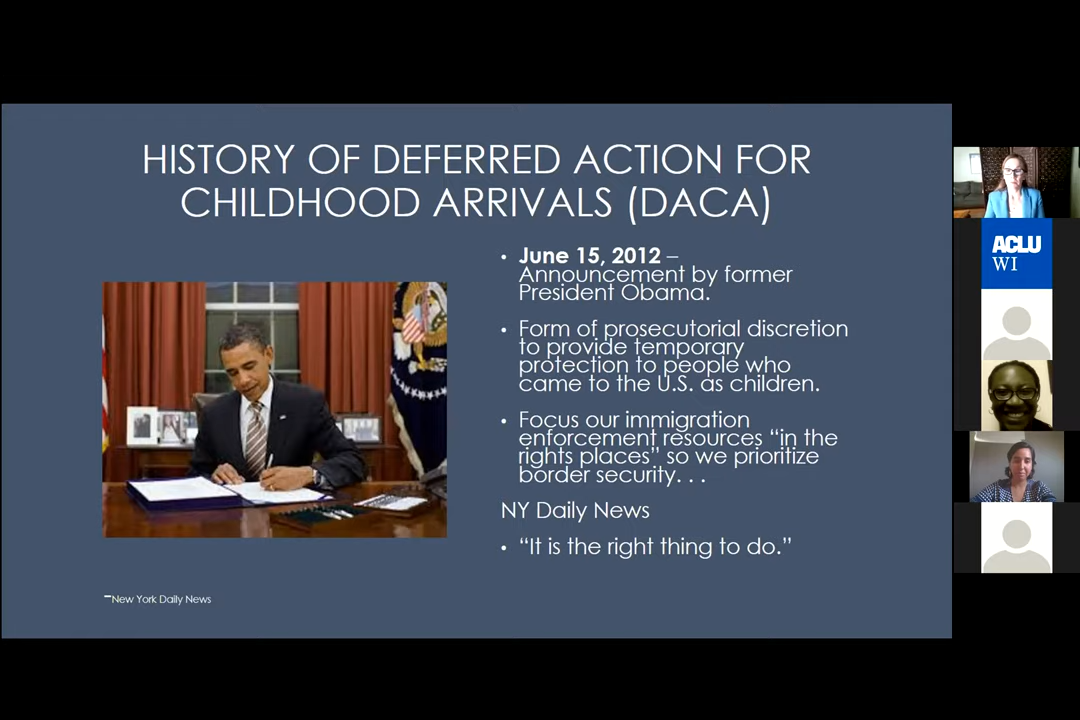 HISTORY OF DEFERRED ACTION FOR
CHILDHOOD ARRIVALS (DACA)
• June 15, 2012 –
Announcement by former
President Obama.
• Form of prosecutorial discretion
to provide temporary
protection to people who
came to the U.S. as children.
• Focus our immigration
enforcement resources “in the
rights places” so we prioritize
border security. . .
NY Daily News
• “It is the right thing to do.”
–New York Daily News
ACLU
WI